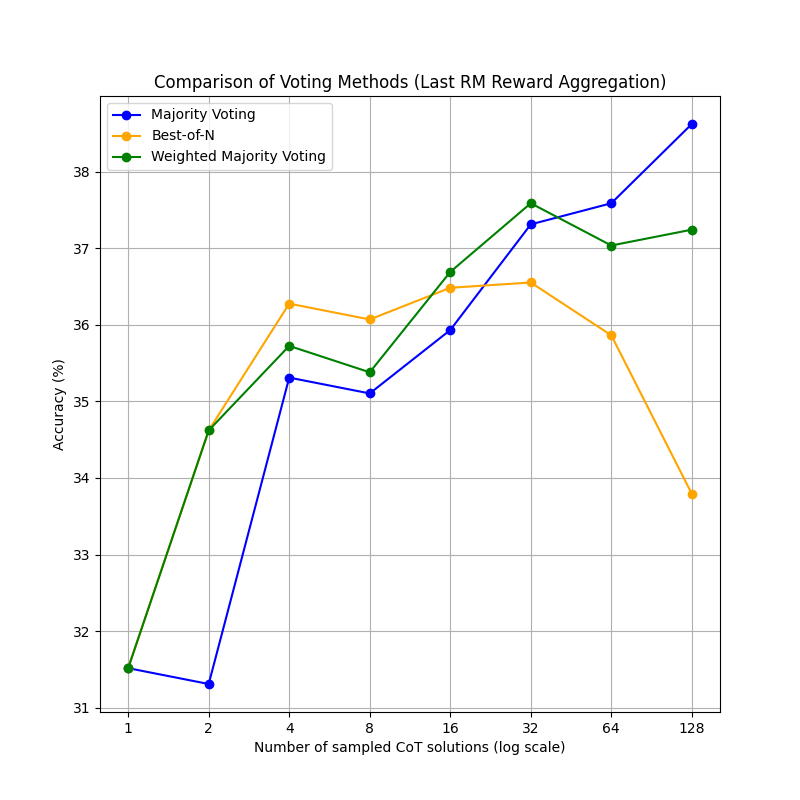 Comparison of Voting Methods (Last RM Reward Aggregation)
Majority Voting
Best-of-N
Weighted Majority Voting
Accuracy (%)
38
37
36
35
34
33
32
31
1 2 4 8 16 32 64 128
Number of sampled CoT solutions (log scale)